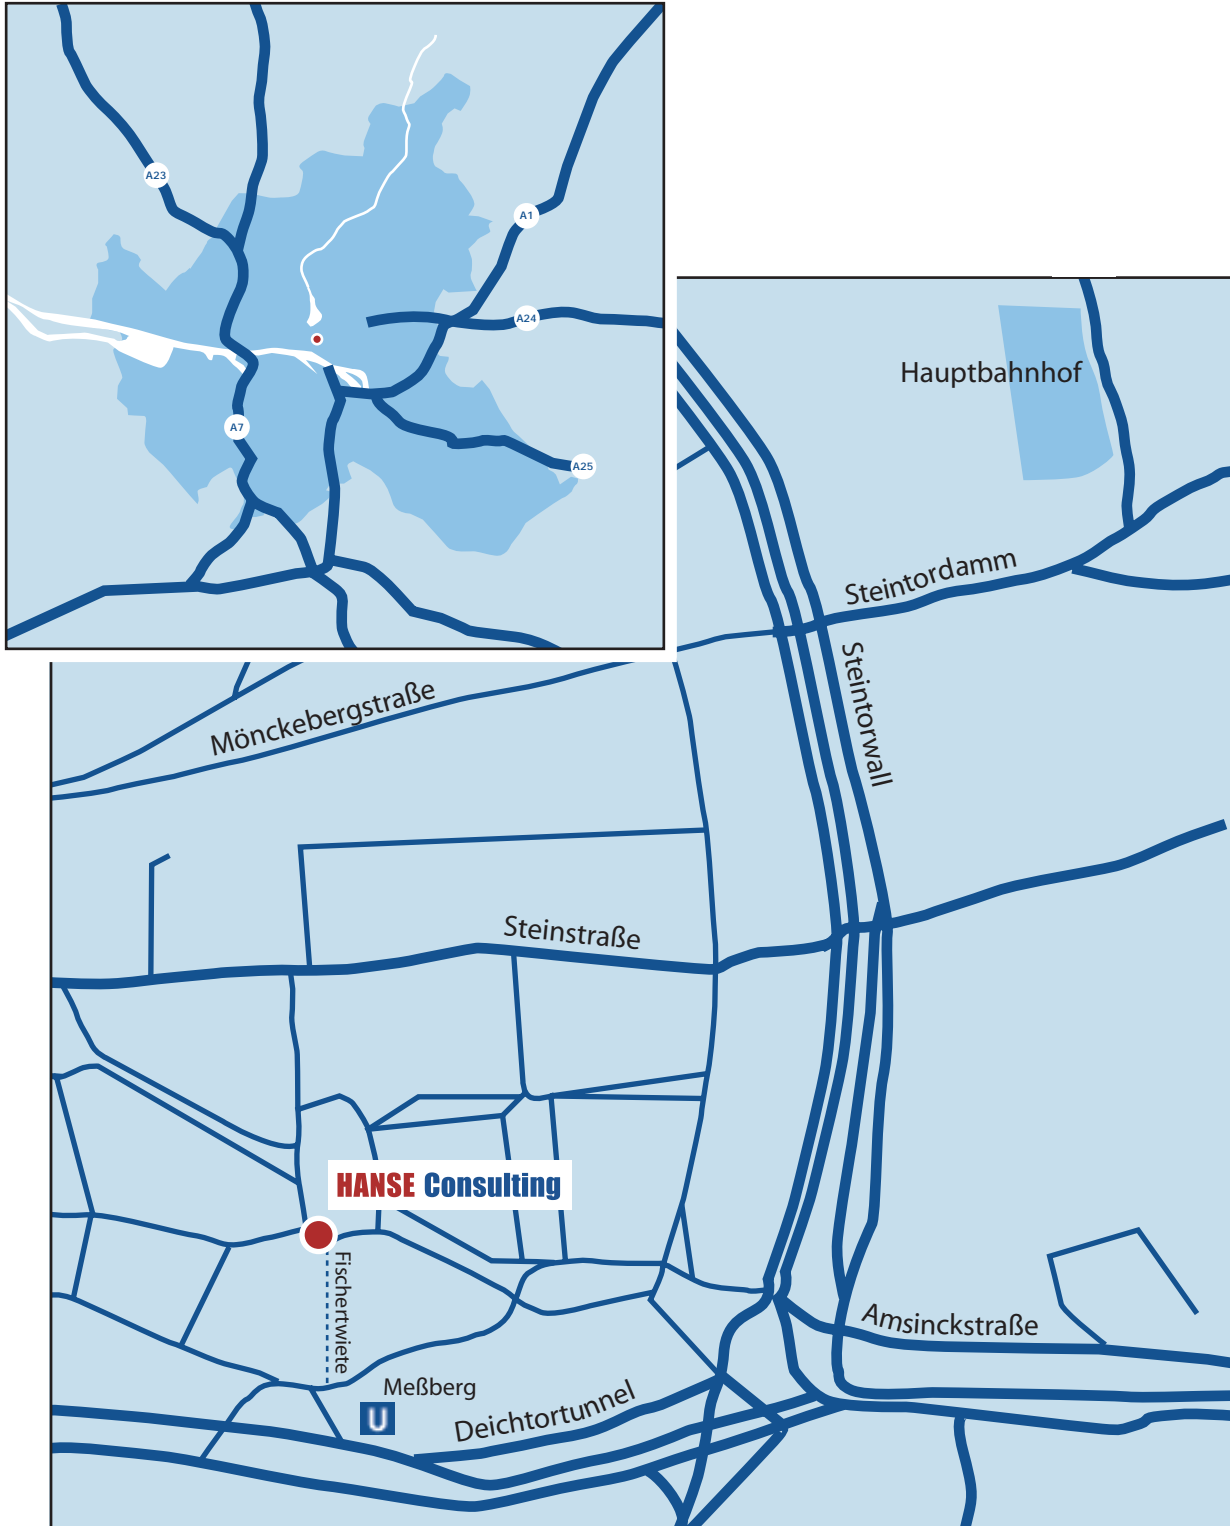 A23
A1
A24
A7
A25
Hauptbahnhof
Steintordamm
Steintorwall
Mönckebergstraße
Steinstraße
HANSE Consulting
Fischertwiete
Amsinckstraße
Meßberg
U
Deichtortunnel